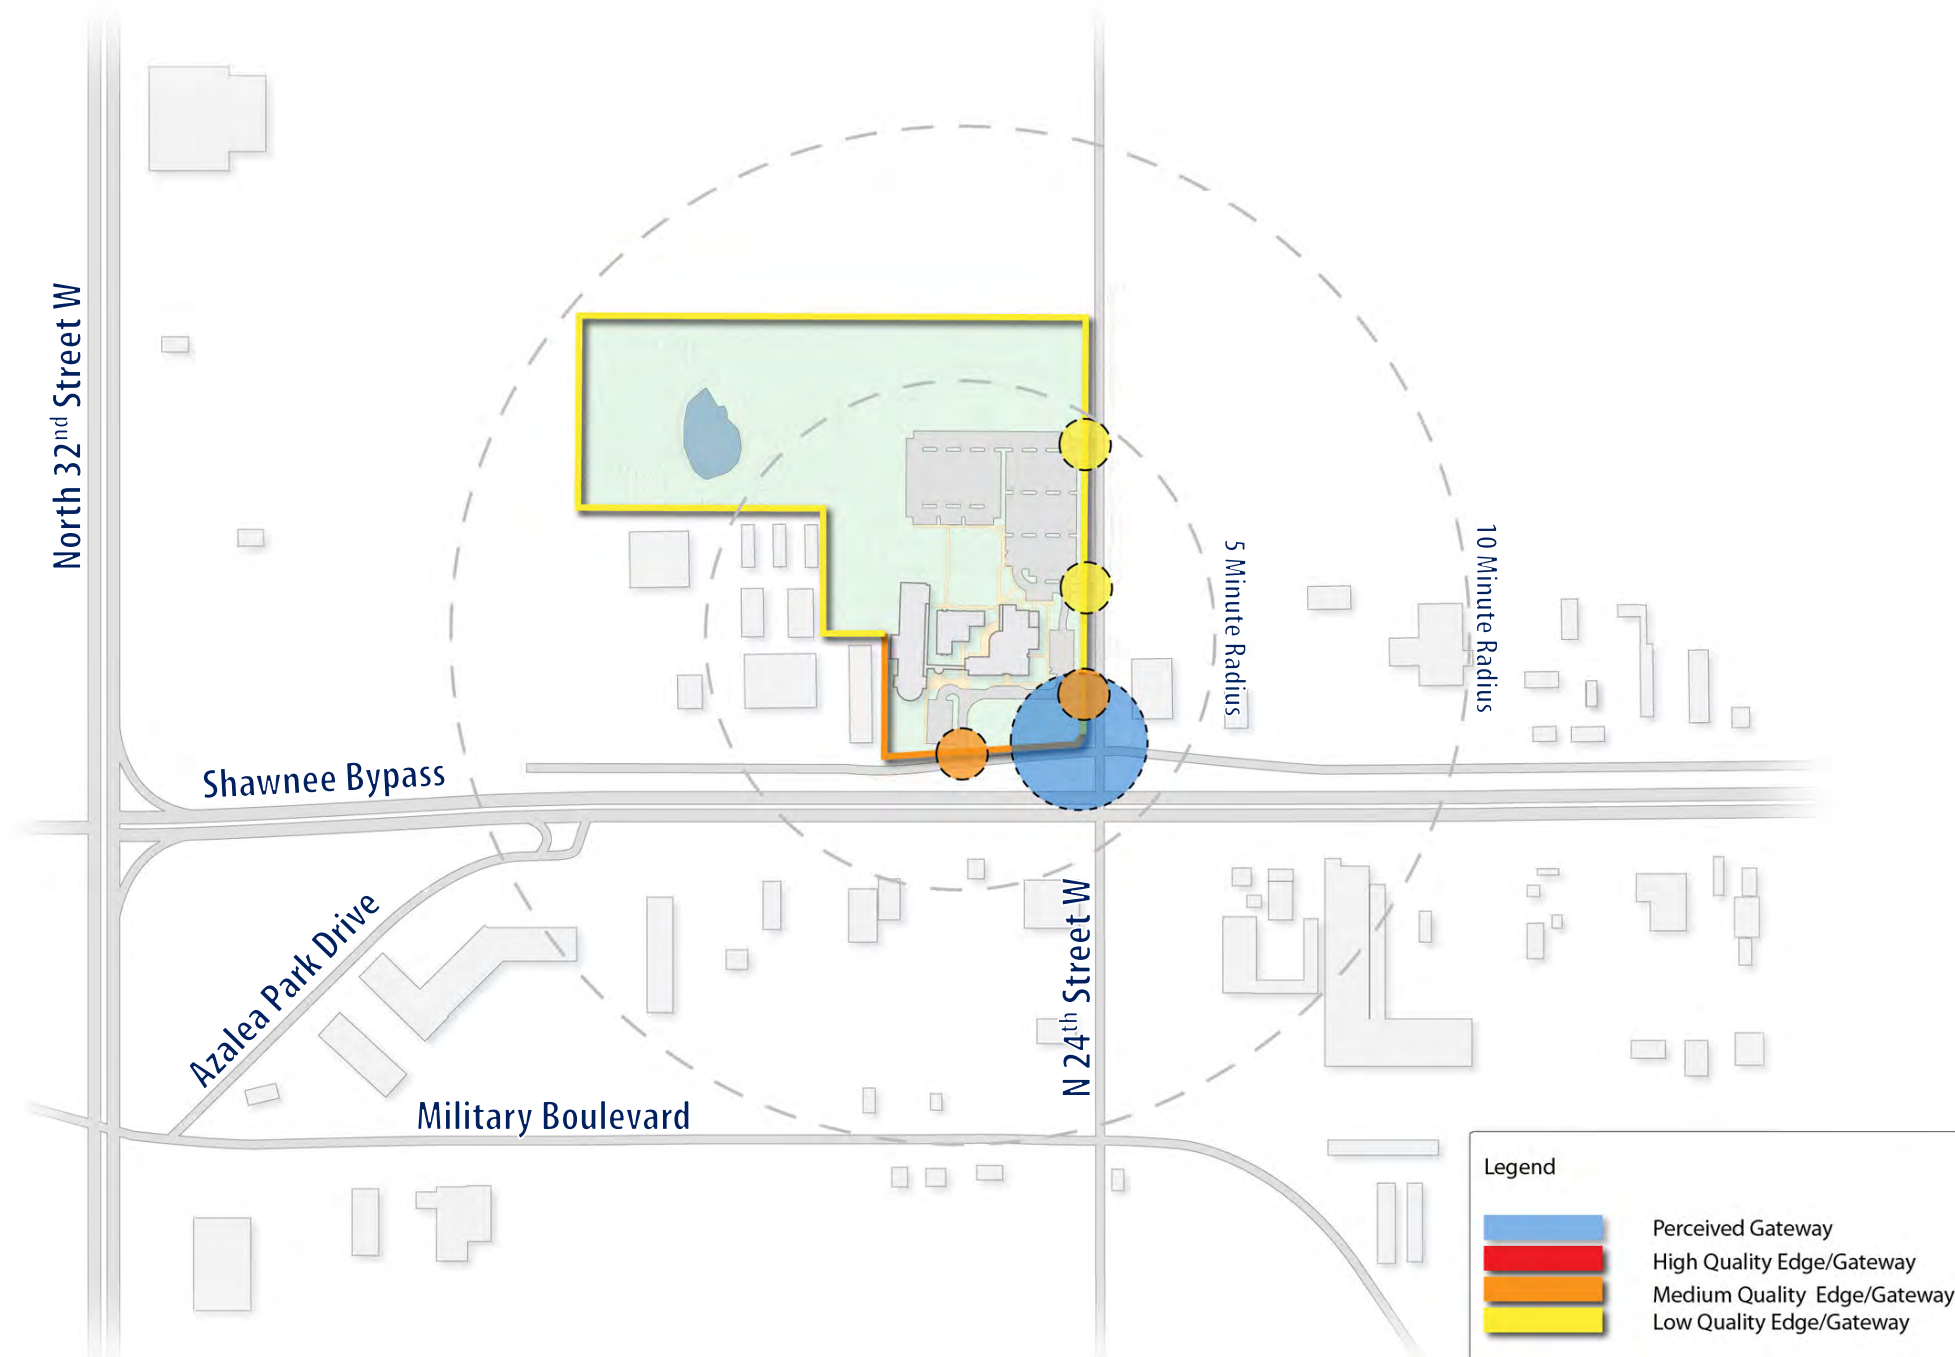 North 32nd Street W
5 Minute Radius
10 Minute Radius
Shawnee Bypass
Azalea Park Drive
N 24th Street W
Military Boulevard
Legend
Perceived Gateway
High Quality Edge/Gateway
Medium Quality Edge/Gateway
Low Quality Edge/Gateway